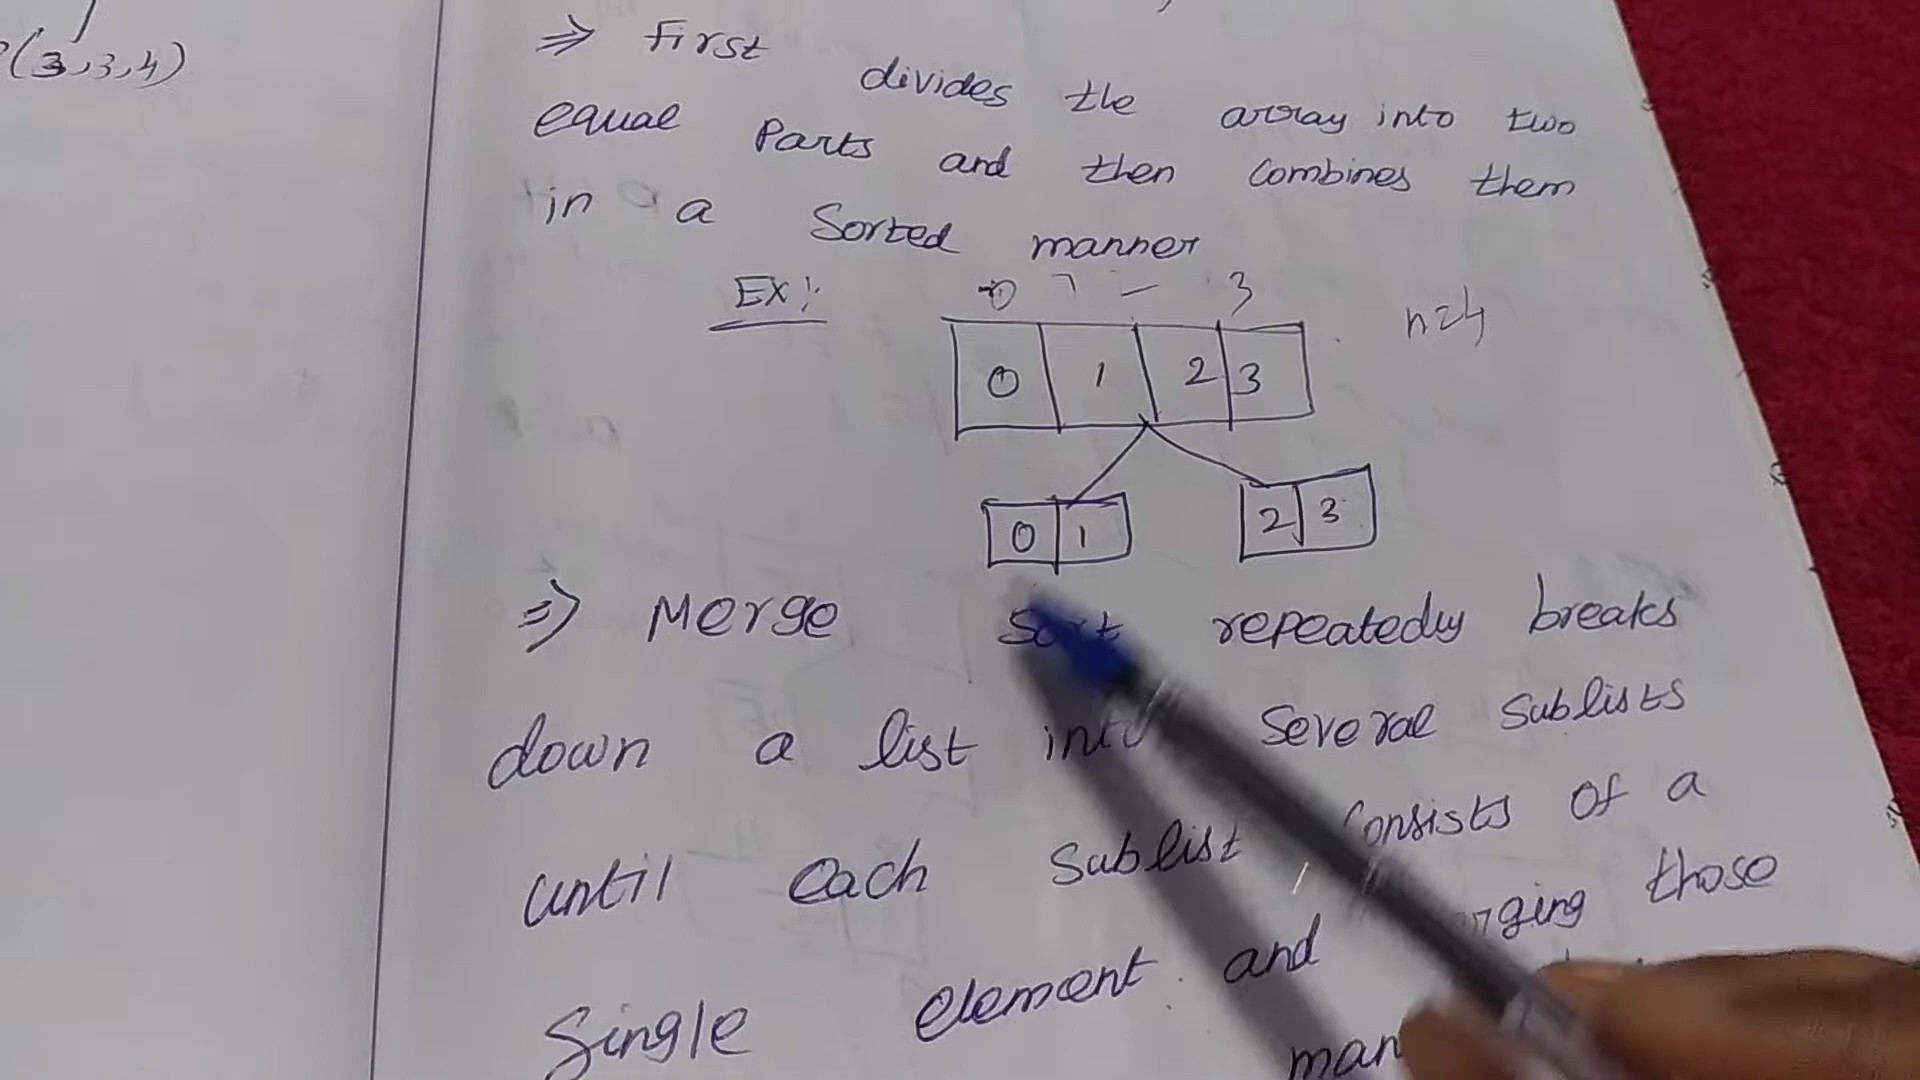 (3,3,4)
⇒ First divides the array into two
equal Parts and then Combines them
in a Sorted manner
Ex:
0 1 - 3
n=4
0 1 2 3
0 1 2 3
⇒ Merge Sort repeatedly breaks
down a list into Several Sublists
until each Sublist Consists of a
Single element and those